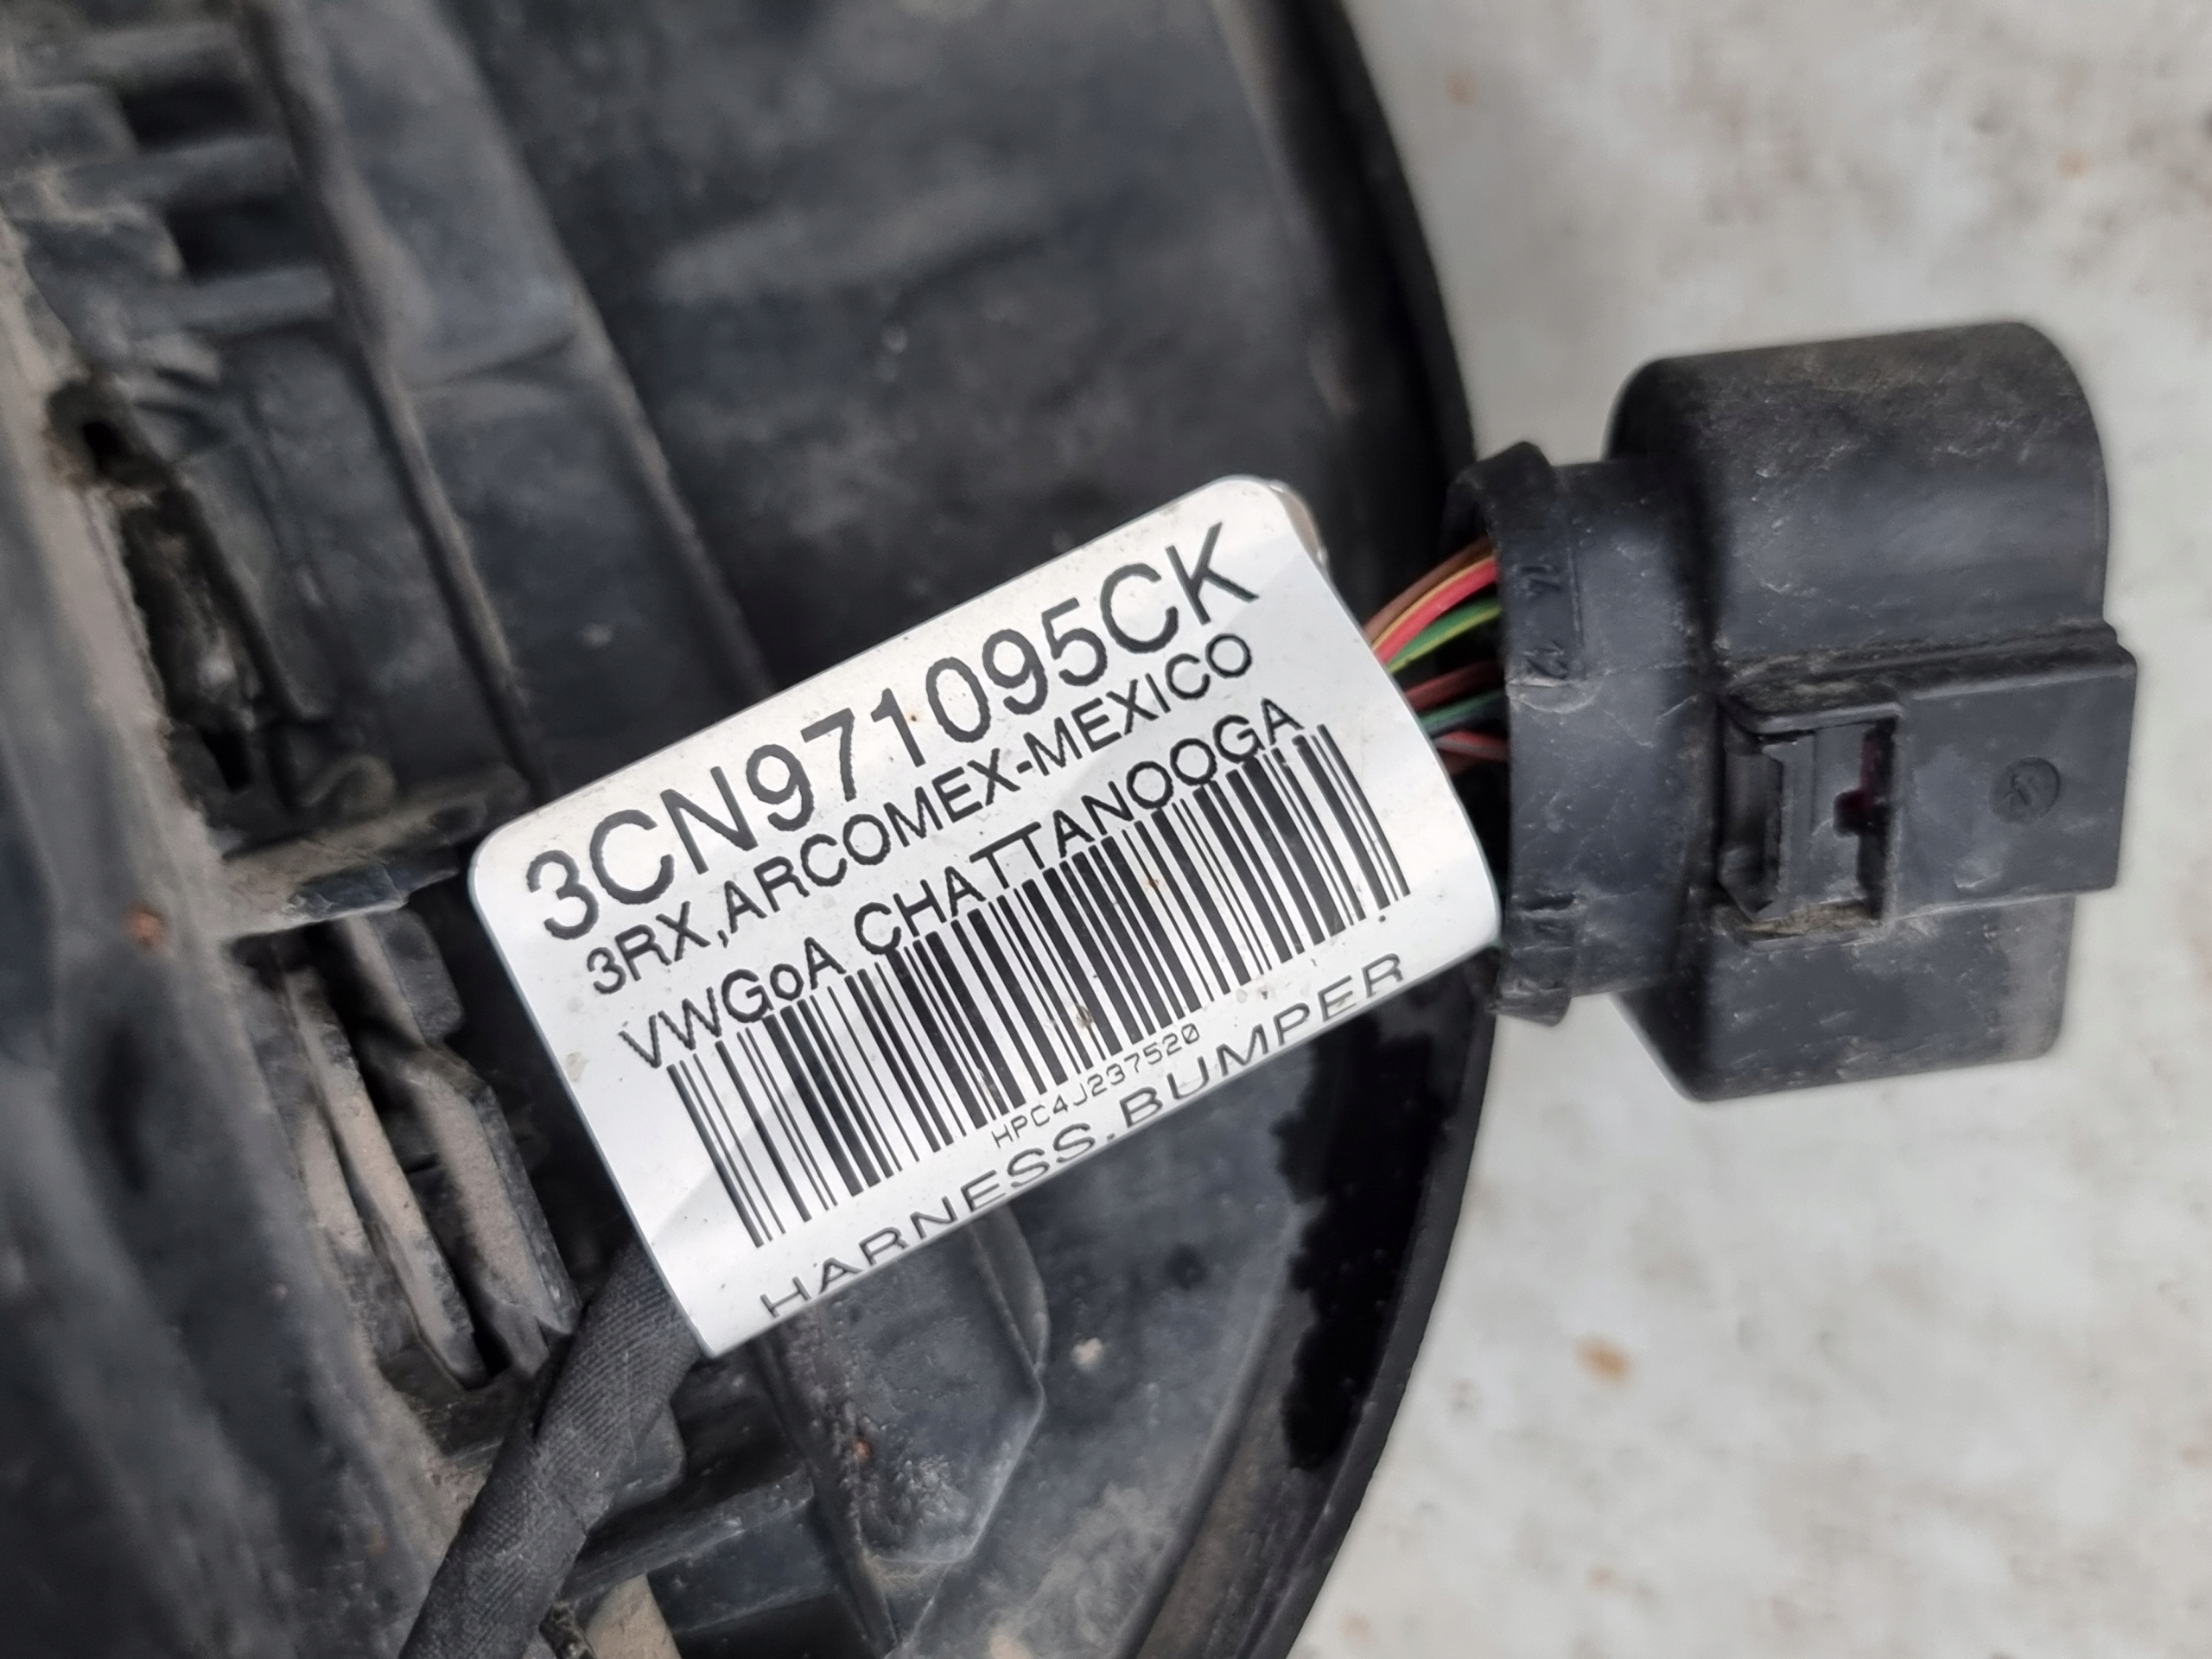 3CN971095CK
3RX,ARCOMEX-MEXICO
VWGoA CHATTANOOGA
HPC4J237520
HARNESS.BUMPER